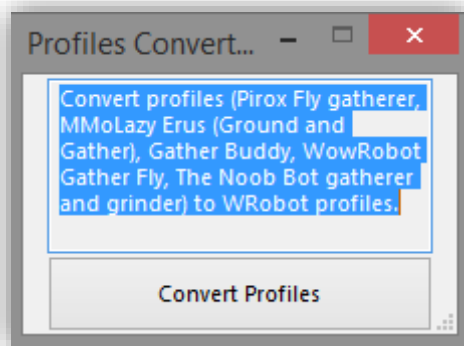 Profiles Convert...
Convert profiles (Pirox Fly gatherer,
MMoLazy Erus (Ground and
Gather), Gather Buddy, WowRobot
Gather Fly, The Noob Bot gatherer
and grinder) to WRobot profiles.
Convert Profiles